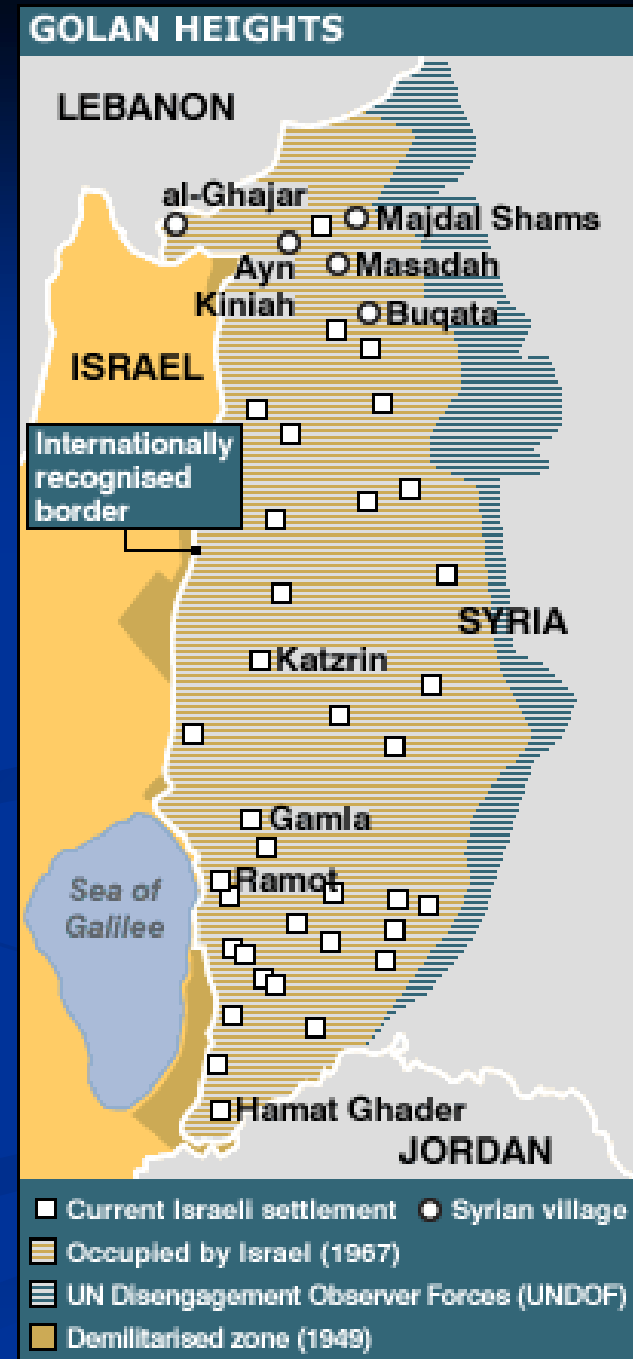 GOLAN HEIGHTS
LEBANON
al-Ghajar
Majdal Shams
Ayn
Kiniah
Masadah
Buqata
ISRAEL
Internationally
recognised
border
SYRIA
Katzrin
Gamla
Ramot
Sea of
Galilee
Hamat Ghader
JORDAN
Current Israeli settlement
Syrian village
Occupied by Israel (1967)
UN Disengagement Observer Forces (UNDOF)
Demilitarised zone (1949)